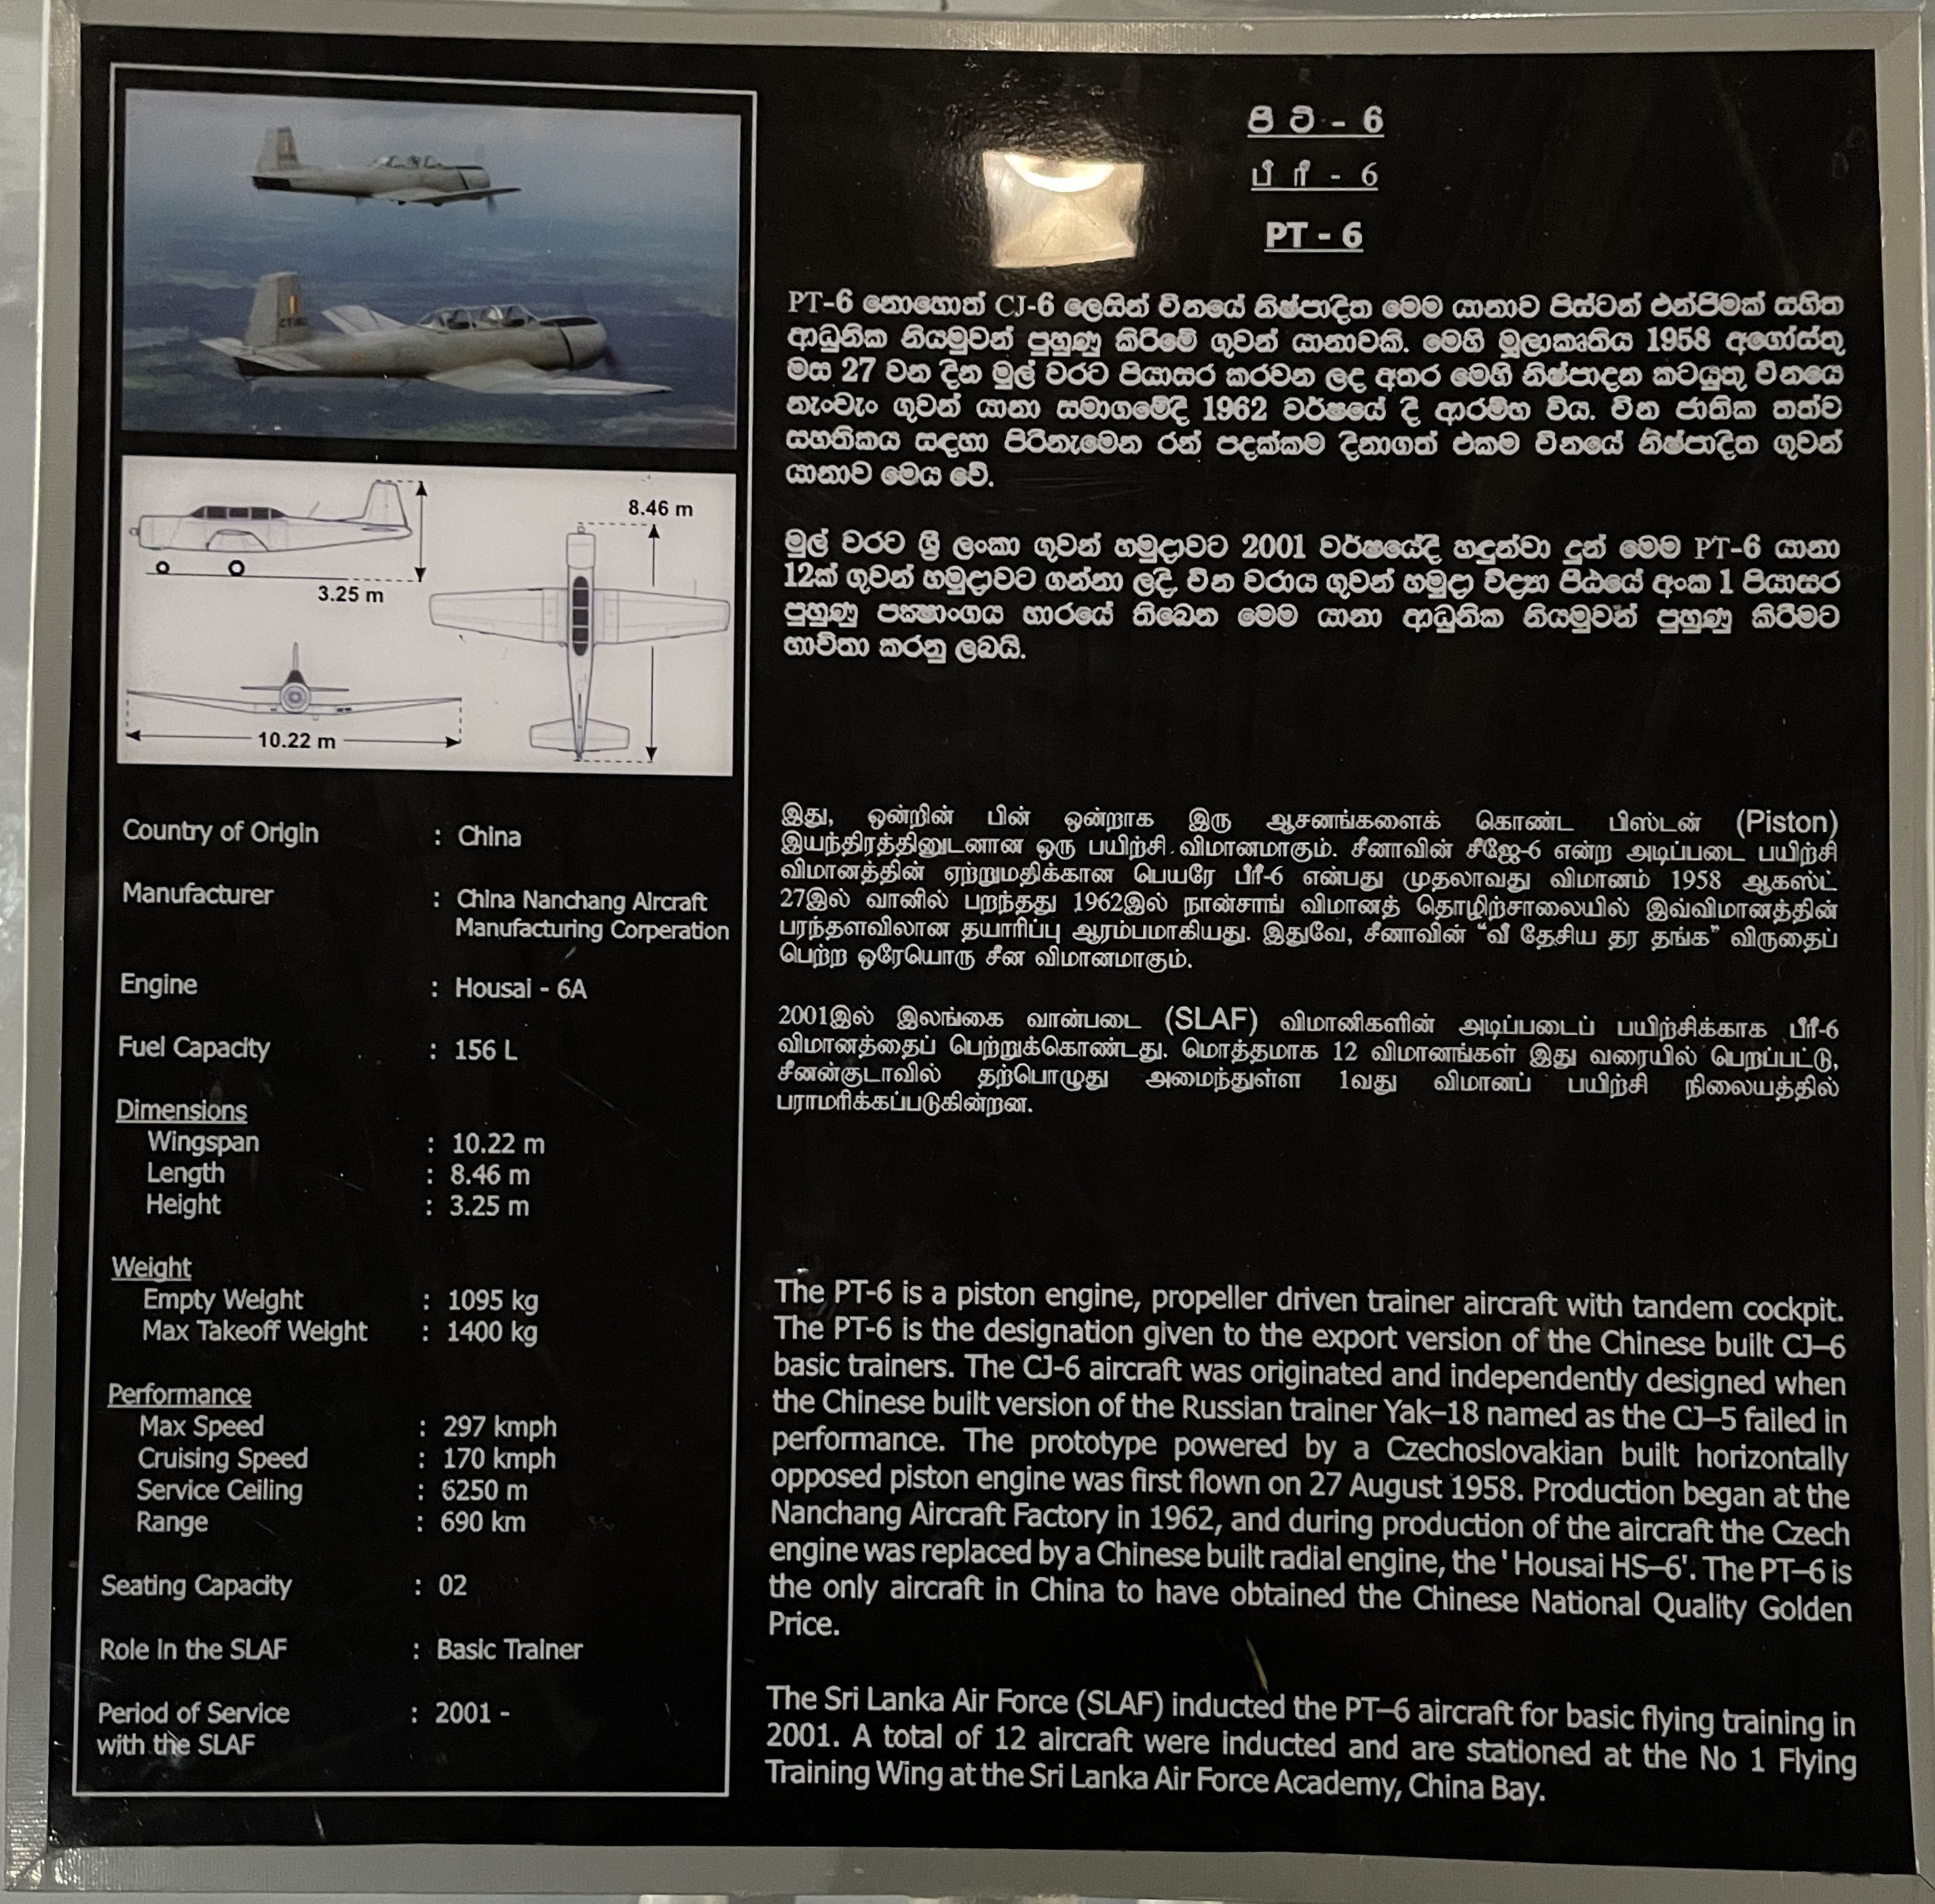 පි ටි - 6
பீ ரீ - 6
PT - 6
8.46 m
3.25 m
10.22 m
Country of Origin : China
Manufacturer : China Nanchang Aircraft
Manufacturing Corperation
Engine : Housai - 6A
Fuel Capacity : 156 L
Dimensions
Wingspan : 10.22 m
Length : 8.46 m
Height : 3.25 m
Weight
Empty Weight : 1095 kg
Max Takeoff Weight : 1400 kg
Performance
Max Speed : 297 kmph
Cruising Speed : 170 kmph
Service Ceiling : 6250 m
Range : 690 km
Seating Capacity : 02
Role in the SLAF : Basic Trainer
Period of Service : 2001 -
with the SLAF
PT-6 නොහොත් CJ-6 ලෙසින් චීනයේ නිෂ්පාදිත මෙම යානාව පිස්ටන් එන්ජිමක් සහිත
ආධුනික නියමුවන් පුහුණු කිරීමේ ගුවන් යානාවකි. මෙහි මූලාකෘතිය 1958 අගෝස්තු
මස 27 වන දින මුල් වරට පියාසර කරවන ලද අතර මෙහි නිෂ්පාදන කටයුතු චීනයෙ
නැංචැං ගුවන් යානා සමාගමේදී 1962 වර්ෂයේ දී ආරම්භ විය. චීන ජාතික තත්ව
සහතිකය සඳහා පිරිනැමෙන රන් පදක්කම දිනාගත් එකම චීනයේ නිෂ්පාදිත ගුවන්
යානාව මෙය වේ.
මුල් වරට ශ්‍රී ලංකා ගුවන් හමුදාවට 2001 වර්ෂයේදී හඳුන්වා දුන් මෙම PT-6 යානා
12ක් ගුවන් හමුදාවට ගන්නා ලදි. චීන වරාය ගුවන් හමුදා විද්‍යා පීඨයේ අංක 1 පියාසර
පුහුණු පක්ෂාංගය භාරයේ තිබෙන මෙම යානා ආධුනික නියමුවන් පුහුණු කිරීමට
භාවිතා කරනු ලබයි.
இது, ஒன்றின் பின் ஒன்றாக இரு ஆசனங்களைக் கொண்ட பிஸ்டன் (Piston)
இயந்திரத்தினுடனான ஒரு பயிற்சி விமானமாகும். சீனாவின் சீஜே-6 என்ற அடிப்படை பயிற்சி
விமானத்தின் ஏற்றுமதிக்கான பெயரே பீரீ-6 என்பது முதலாவது விமானம் 1958 ஆகஸ்ட்
27இல் வானில் பறந்தது 1962இல் நான்சாங் விமானத் தொழிற்சாலையில் இவ்விமானத்தின்
பரந்தளவிலான தயாரிப்பு ஆரம்பமாகியது. இதுவே, சீனாவின் “வீ தேசிய தர தங்க” விருதைப்
பெற்ற ஒரேயொரு சீன விமானமாகும்.
2001இல் இலங்கை வான்படை (SLAF) விமானிகளின் அடிப்படைப் பயிற்சிக்காக பீரீ-6
விமானத்தைப் பெற்றுக்கொண்டது. மொத்தமாக 12 விமானங்கள் இது வரையில் பெறப்பட்டு,
சீனன்குடாவில் தற்பொழுது அமைந்துள்ள 1வது விமானப் பயிற்சி நிலையத்தில்
பராமரிக்கப்படுகின்றன.
The PT-6 is a piston engine, propeller driven trainer aircraft with tandem cockpit.
The PT-6 is the designation given to the export version of the Chinese built CJ–6
basic trainers. The CJ-6 aircraft was originated and independently designed when
the Chinese built version of the Russian trainer Yak–18 named as the CJ–5 failed in
performance. The prototype powered by a Czechoslovakian built horizontally
opposed piston engine was first flown on 27 August 1958. Production began at the
Nanchang Aircraft Factory in 1962, and during production of the aircraft the Czech
engine was replaced by a Chinese built radial engine, the ' Housai HS–6'. The PT–6 is
the only aircraft in China to have obtained the Chinese National Quality Golden
Price.
The Sri Lanka Air Force (SLAF) inducted the PT–6 aircraft for basic flying training in
2001. A total of 12 aircraft were inducted and are stationed at the No 1 Flying
Training Wing at the Sri Lanka Air Force Academy, China Bay.